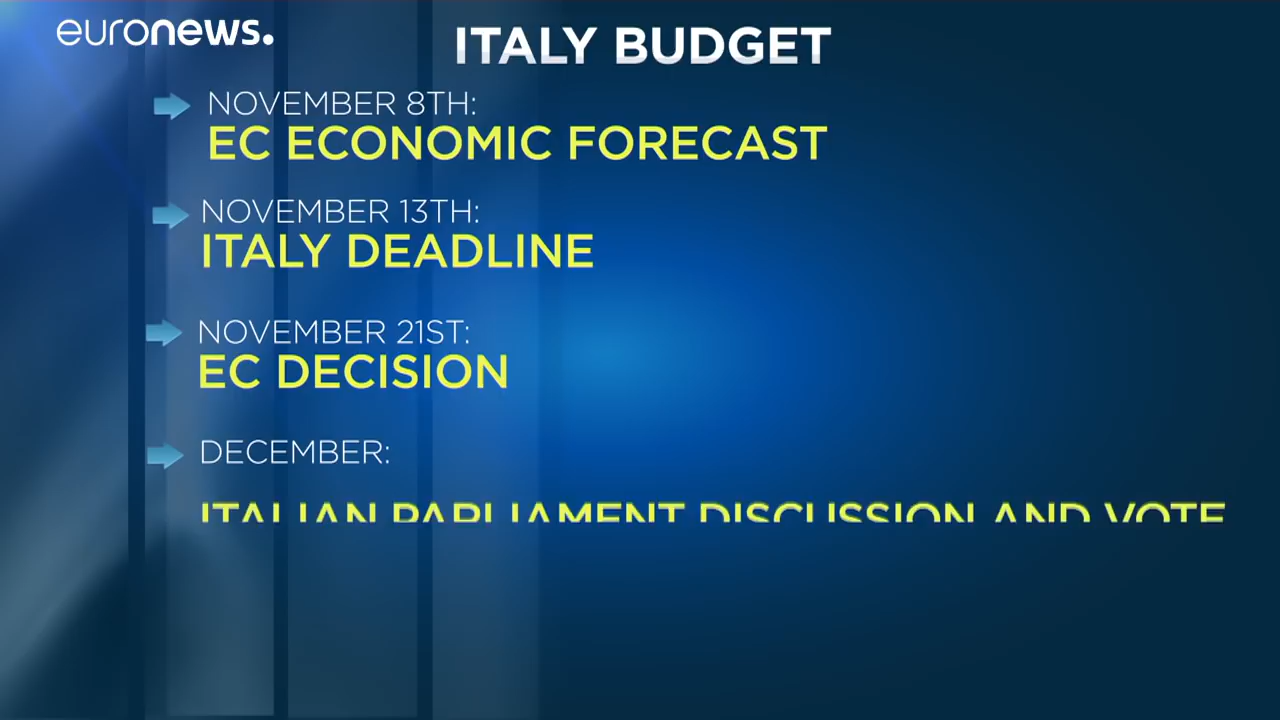 euronews.
ITALY BUDGET
NOVEMBER 8TH:
EC ECONOMIC FORECAST
NOVEMBER 13TH:
ITALY DEADLINE
NOVEMBER 21ST:
EC DECISION
DECEMBER:
ITALIAN PARLIAMENT DISCUSSION AND VOTE